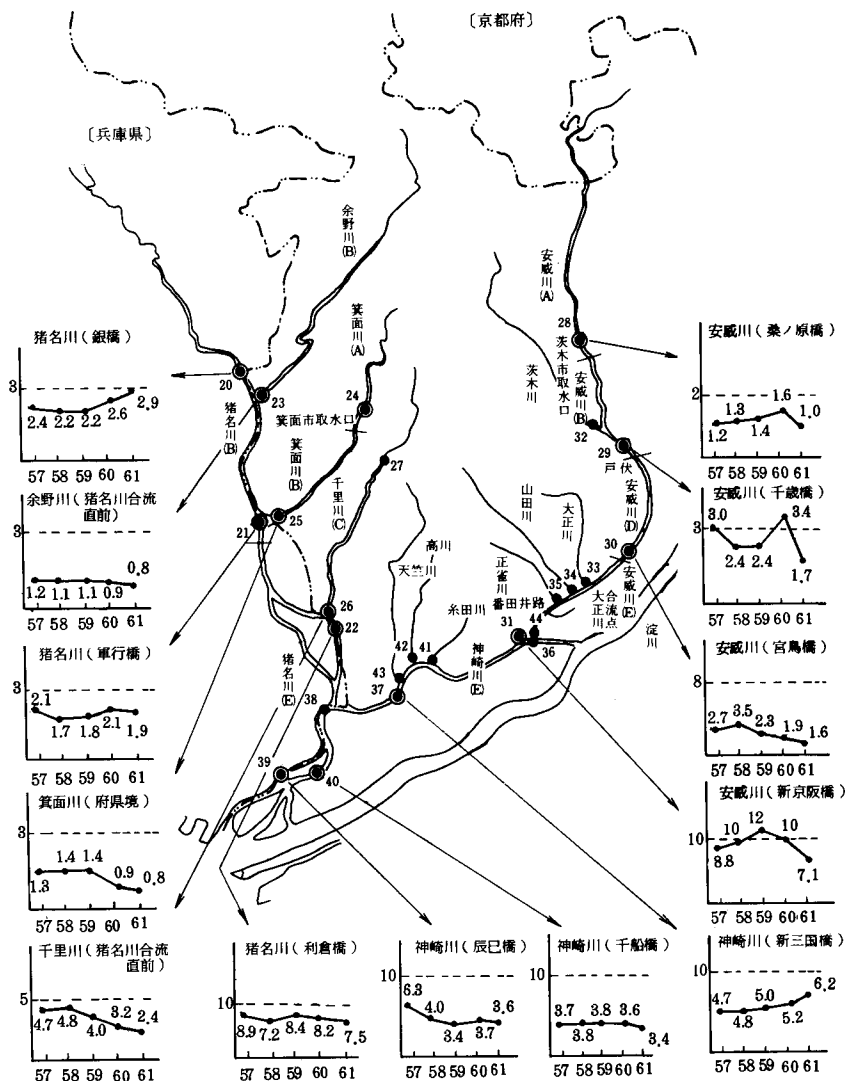 〔京都府〕
〔兵庫県〕
余野川(B)
箕面川(A)
安威川(A)
28
茨木市取水口
茨木川
安威川(B)
32
29
戸伏
安威川(D)
30
安威川(E)
20
23
猪名川(B)
24
箕面市取水口
箕面川(B)
千里川(C)
27
21
25
山田川
大正川
正雀川
高川
天竺川
糸田川
番田井路
35
34
33
大正川合流点
淀川
26
22
42
41
43
37
神崎川(E)
31
44
36
猪名川(E)
38
39
40
猪名川(銀橋)
3
2.4 2.2 2.2 2.6 2.9
57 58 59 60 61
余野川(猪名川合流直前)
3
1.2 1.1 1.1 0.9 0.8
57 58 59 60 61
猪名川(軍行橋)
3
2.1 1.7 1.8 2.1 1.9
57 58 59 60 61
箕面川(府県境)
3
1.3 1.4 1.4 0.9 0.8
57 58 59 60 61
千里川(猪名川合流直前)
5
4.7 4.8 4.0 3.2 2.4
57 58 59 60 61
猪名川(利倉橋)
10
8.9 7.2 8.4 8.2 7.5
57 58 59 60 61
神崎川(辰巳橋)
10
6.3 4.0 3.4 3.7 3.6
57 58 59 60 61
神崎川(千船橋)
10
3.7 3.8 3.8 3.6 3.4
57 58 59 60 61
安威川(桑ノ原橋)
2
1.2 1.3 1.4 1.6 1.0
57 58 59 60 61
安威川(千歳橋)
3
3.0 2.4 2.4 3.4 1.7
57 58 59 60 61
安威川(宮鳥橋)
8
2.7 3.5 2.3 1.9 1.6
57 58 59 60 61
安威川(新京阪橋)
10
8.8 10 12 10 7.1
57 58 59 60 61
神崎川(新三国橋)
10
4.7 4.8 5.0 5.2 6.2
57 58 59 60 61